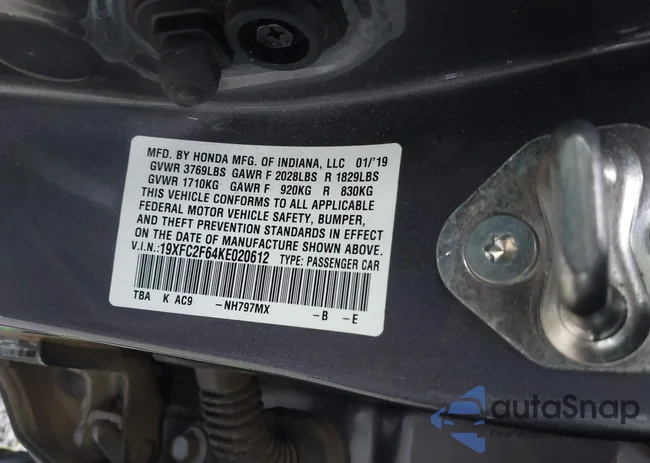 MFD. BY HONDA MFG. OF INDIANA, LLC 01/'19
GVWR 3769LBS GAWR F 2028LBS R 1829LBS
GVWR 1710KG GAWR F 920KG R 830KG
THIS VEHICLE CONFORMS TO ALL APPLICABLE
FEDERAL MOTOR VEHICLE SAFETY, BUMPER,
AND THEFT PREVENTION STANDARDS IN EFFECT
ON THE DATE OF MANUFACTURE SHOWN ABOVE.
V.I.N.: 19XFC2F64KE020612 TYPE: PASSENGER CAR
TBA K AC9 -NH797MX -B -E
autaSnap